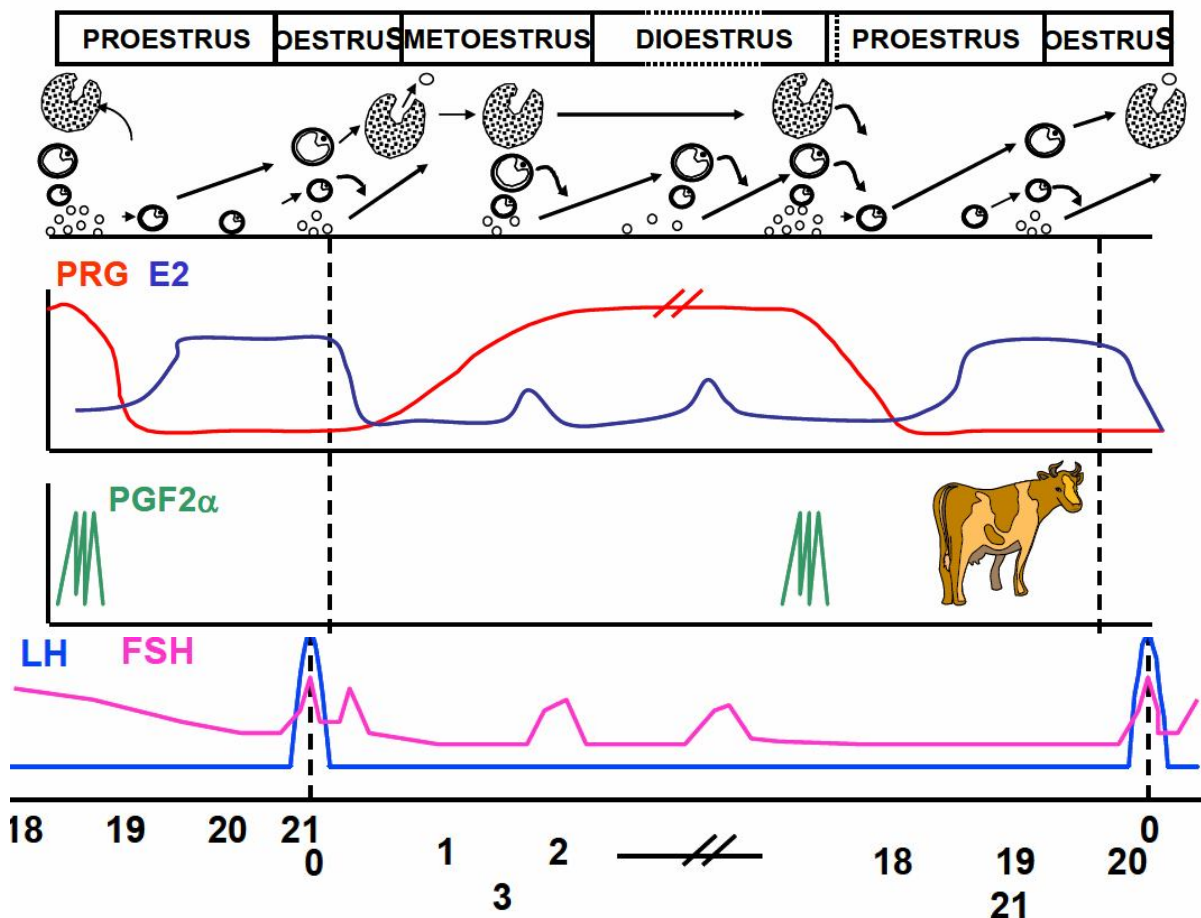 PROESTRUS OESTRUS METOESTRUS DIOESTRUS PROESTRUS OESTRUS
PRG E2
PGF2α
LH FSH
18 19 20 21 0
0 1 2 18 19 20
3 21